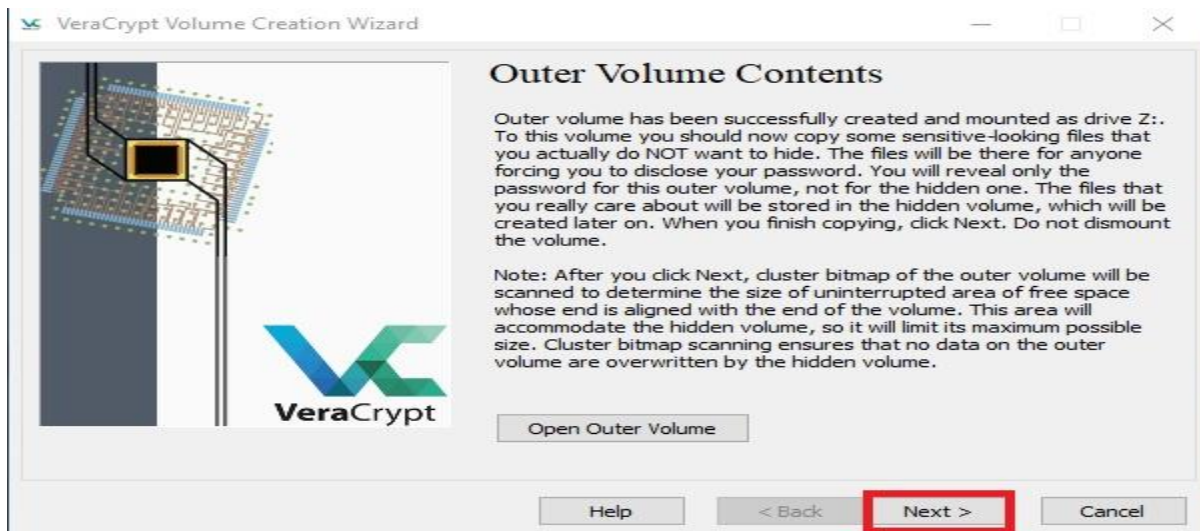 VeraCrypt Volume Creation Wizard
Outer Volume Contents
Outer volume has been successfully created and mounted as drive Z:.
To this volume you should now copy some sensitive-looking files that
you actually do NOT want to hide. The files will be there for anyone
forcing you to disclose your password. You will reveal only the
password for this outer volume, not for the hidden one. The files that
you really care about will be stored in the hidden volume, which will be
created later on. When you finish copying, click Next. Do not dismount
the volume.
Note: After you click Next, cluster bitmap of the outer volume will be
scanned to determine the size of uninterrupted area of free space
whose end is aligned with the end of the volume. This area will
accommodate the hidden volume, so it will limit its maximum possible
size. Cluster bitmap scanning ensures that no data on the outer
volume are overwritten by the hidden volume.
VeraCrypt
Open Outer Volume
Help
< Back
Next >
Cancel